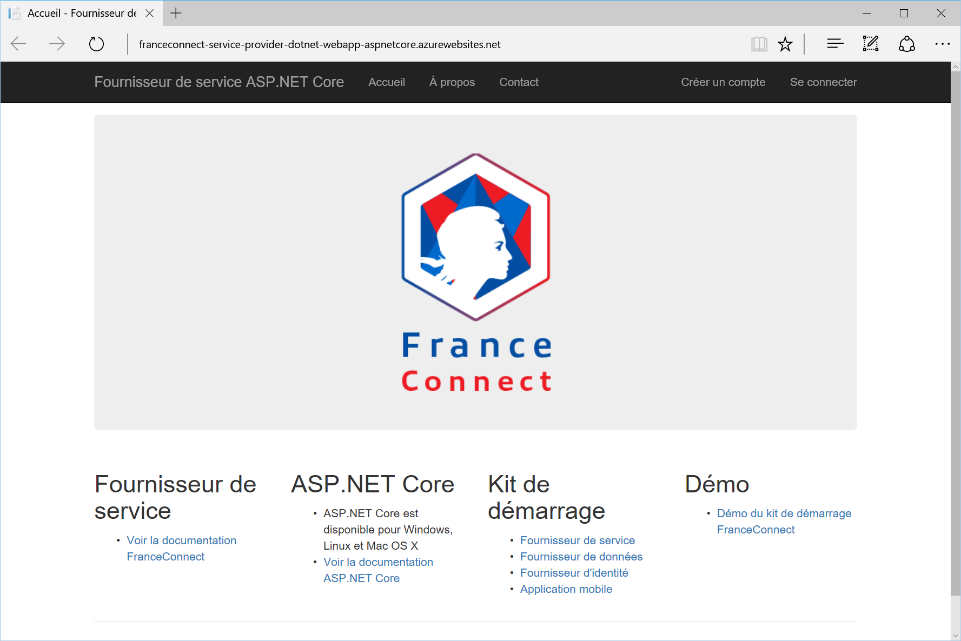 Accueil - Fournisseur de
franceconnect-service-provider-dotnet-webapp-aspnetcore.azurewebsites.net
Fournisseur de service ASP.NET Core Accueil À propos Contact Créer un compte Se connecter
France
Connect
Fournisseur de
service
Voir la documentation
FranceConnect
ASP.NET Core
ASP.NET Core est
disponible pour Windows,
Linux et Mac OS X
Voir la documentation
ASP.NET Core
Kit de
démarrage
Fournisseur de service
Fournisseur de données
Fournisseur d'identité
Application mobile
Démo
Démo du kit de démarrage
FranceConnect